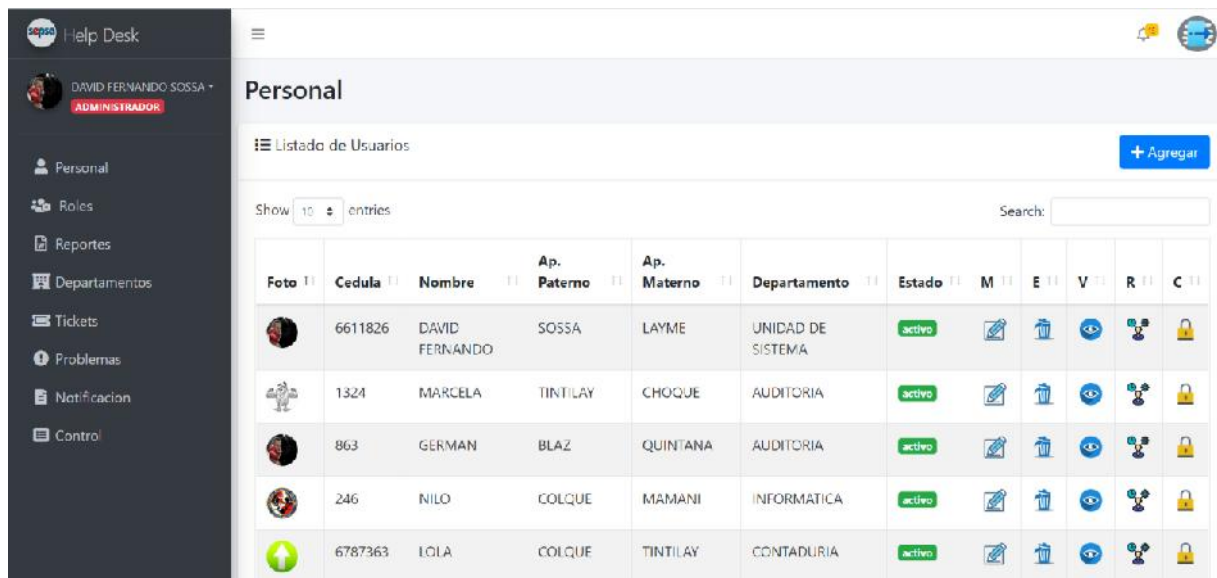 sepsa Help Desk
DAVID FERNANDO SOSSA
ADMINISTRADOR
Personal
Roles
Reportes
Departamentos
Tickets
Problemas
Notificacion
Control
Personal
Listado de Usuarios
+ Agregar
Show 10 entries
Search:
Foto Cedula Nombre Ap. Paterno Ap. Materno Departamento Estado M E V R C
6611826 DAVID FERNANDO SOSSA LAYME UNIDAD DE SISTEMA activo
1324 MARCELA TINTILAY CHOQUE AUDITORIA activo
863 GERMAN BLAZ QUINTANA AUDITORIA activo
246 NILO COLQUE MAMANI INFORMATICA activo
6787363 LOLA COLQUE TINTILAY CONTADURIA activo